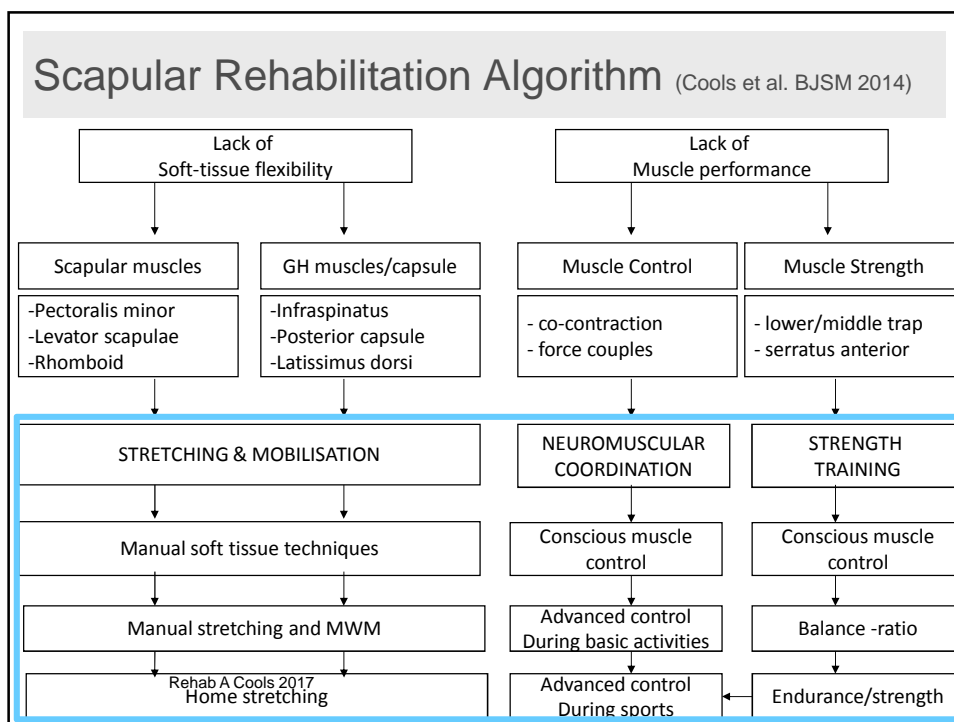 Scapular Rehabilitation Algorithm (Cools et al. BJSM 2014)
Lack of
Soft-tissue flexibility
Lack of
Muscle performance
Scapular muscles
GH muscles/capsule
Muscle Control
Muscle Strength
-Pectoralis minor
-Levator scapulae
-Rhomboid
-Infraspinatus
-Posterior capsule
-Latissimus dorsi
- co-contraction
- force couples
- lower/middle trap
- serratus anterior
STRETCHING & MOBILISATION
NEUROMUSCULAR
COORDINATION
STRENGTH
TRAINING
Manual soft tissue techniques
Conscious muscle
control
Conscious muscle
control
Manual stretching and MWM
Advanced control
During basic activities
Balance -ratio
Rehab A Cools 2017
Home stretching
Advanced control
During sports
Endurance/strength